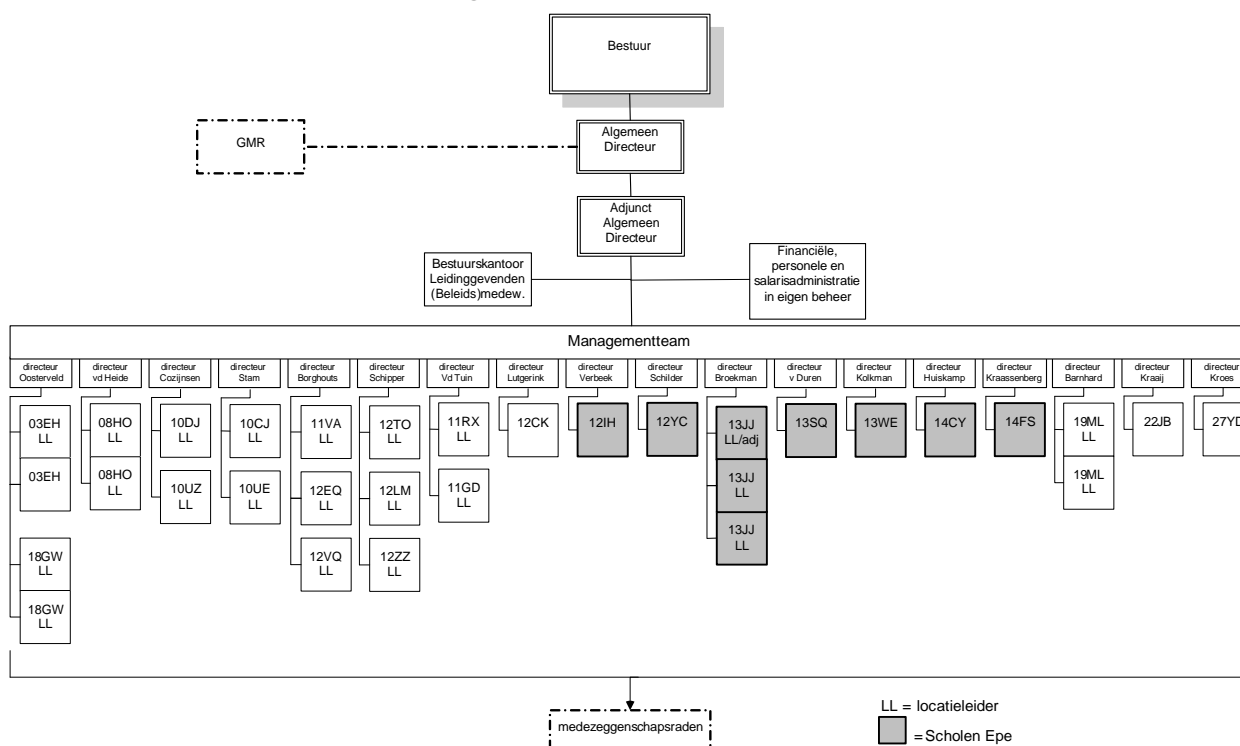 Bestuur
GMR
Algemeen
Directeur
Adjunct
Algemeen
Directeur
Bestuurskantoor
Leidinggevenden
(Beleids)medew.
Financiële,
personele en
salarisadministratie
in eigen beheer
Managementteam
directeur
Oosterveld
directeur
vd Heide
directeur
Cozijnsen
directeur
Stam
directeur
Borghouts
directeur
Schipper
directeur
Vd Tuin
directeur
Lutgerink
directeur
Verbeek
directeur
Schilder
directeur
Broekman
directeur
v Duren
directeur
Kolkman
directeur
Huiskamp
directeur
Kraassenberg
directeur
Barnhard
directeur
Kraaij
directeur
Kroes
03EH
LL
03EH
18GW
LL
18GW
LL
08HO
LL
08HO
LL
10DJ
LL
10UZ
LL
10CJ
LL
10UE
LL
11VA
LL
12EQ
LL
12VQ
LL
12TO
LL
12LM
LL
12ZZ
LL
11RX
LL
11GD
LL
12CK
12IH
12YC
13JJ
LL/adj
13JJ
LL
13JJ
LL
13SQ
13WE
14CY
14FS
19ML
LL
19ML
LL
22JB
27YD
medezeggenschapsraden
LL = locatieleider
= Scholen Epe